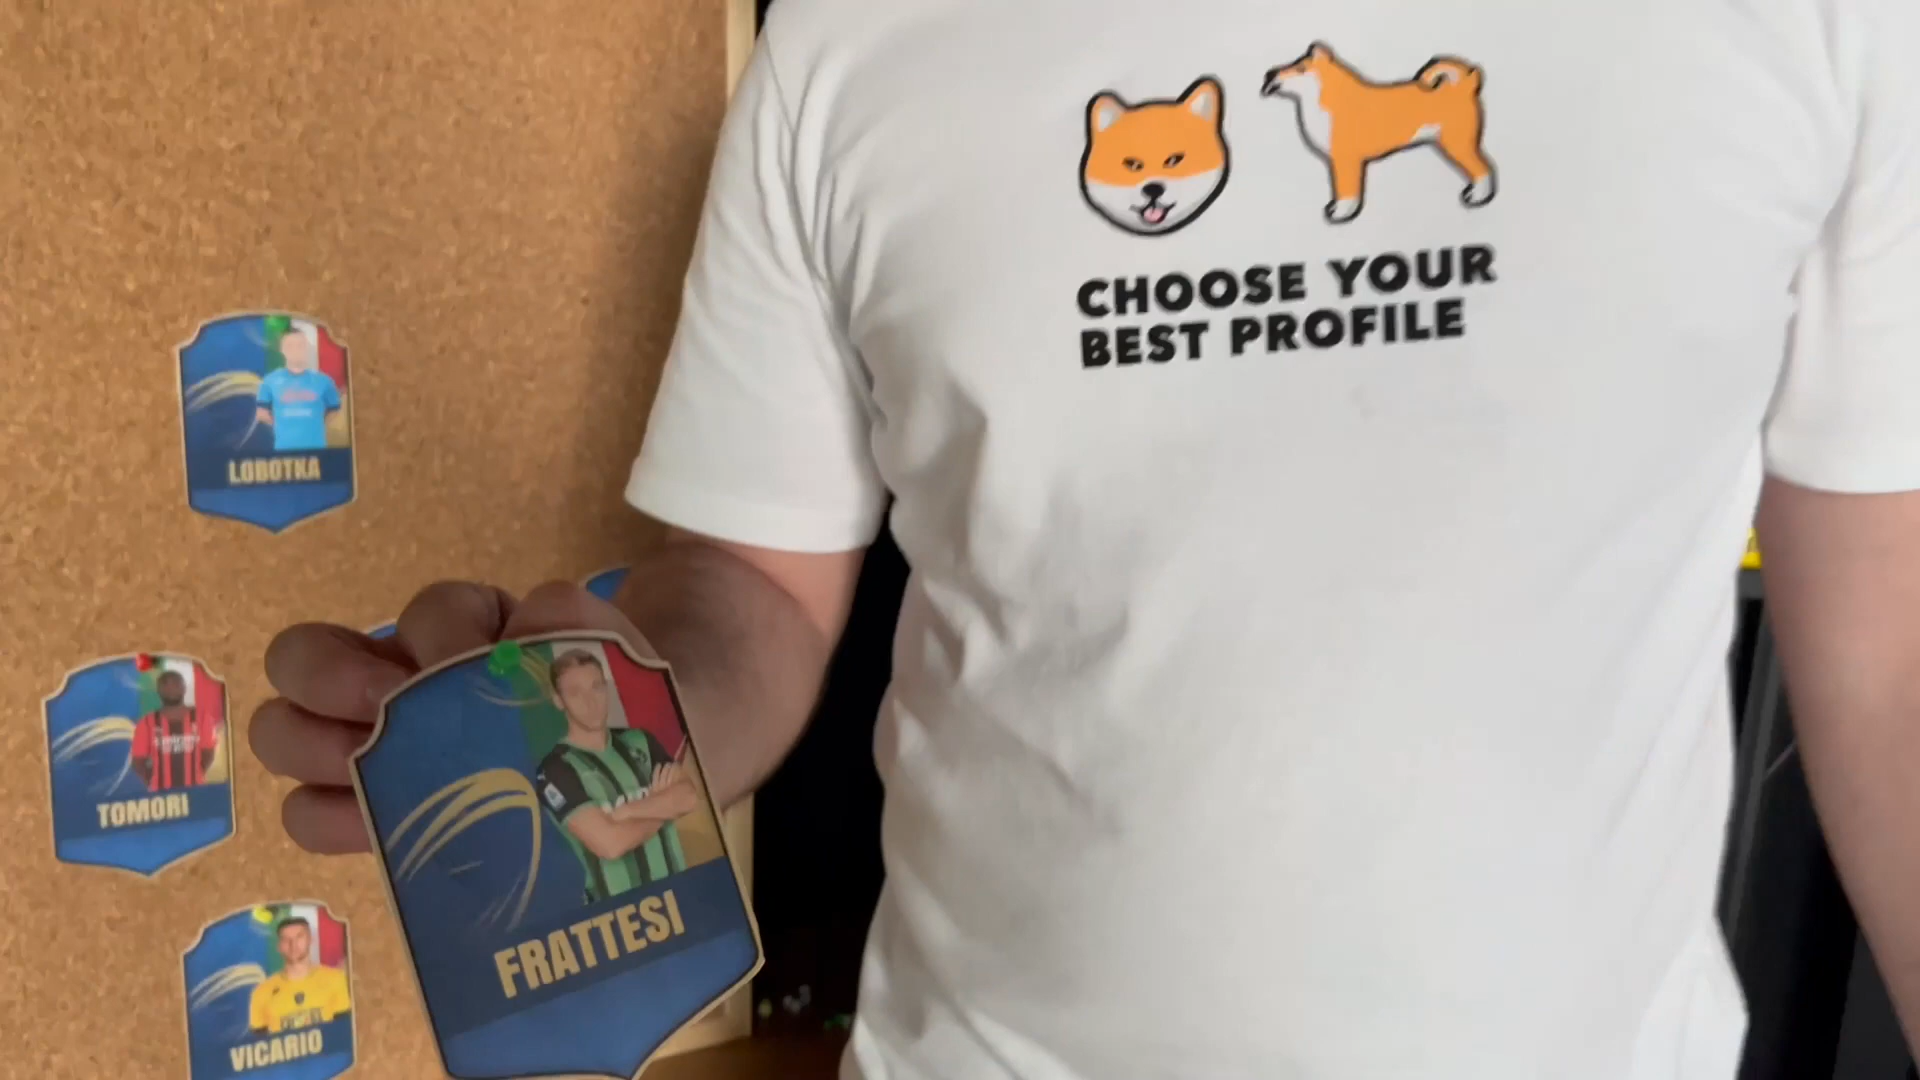 CHOOSE YOUR
BEST PROFILE
LOBOTKA
TOMORI
FRATTESI
VICARIO